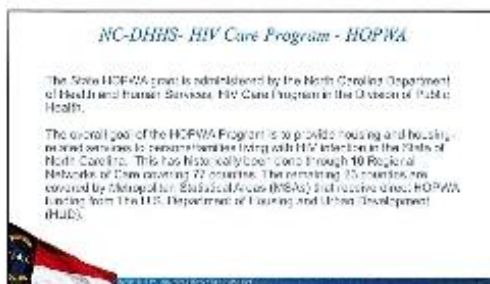 NC-DHHS- HIV Care Program - HOPWA
The State HOPWA grant is administered by the North Carolina Department
of Health and Human Services, HIV Care Program in the Division of Public
Health.
The overall goal of the HOPWA Program is to provide housing and housing-
related services to persons/families living with HIV infection in the State of
North Carolina. This has historically been done through 10 Regional
Networks of Care covering 77 counties. The remaining 23 counties are
covered by Metropolitan Statistical Areas (MSAs) that receive direct HOPWA
funding from The U.S. Department of Housing and Urban Development
(HUD).